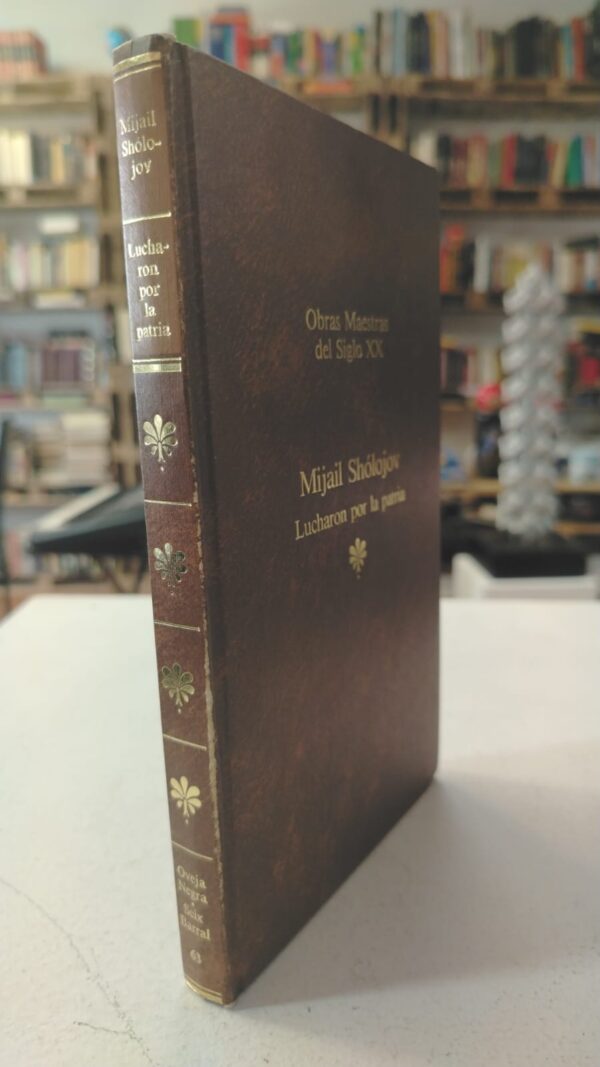 Mijail
Shólo-
jov
Lucha-
ron
por
la
patria
Oveja
Negra
Seix
Barral
63
Obras Maestras
del Siglo XX
Mijail Shólojov
Lucharon por la patria